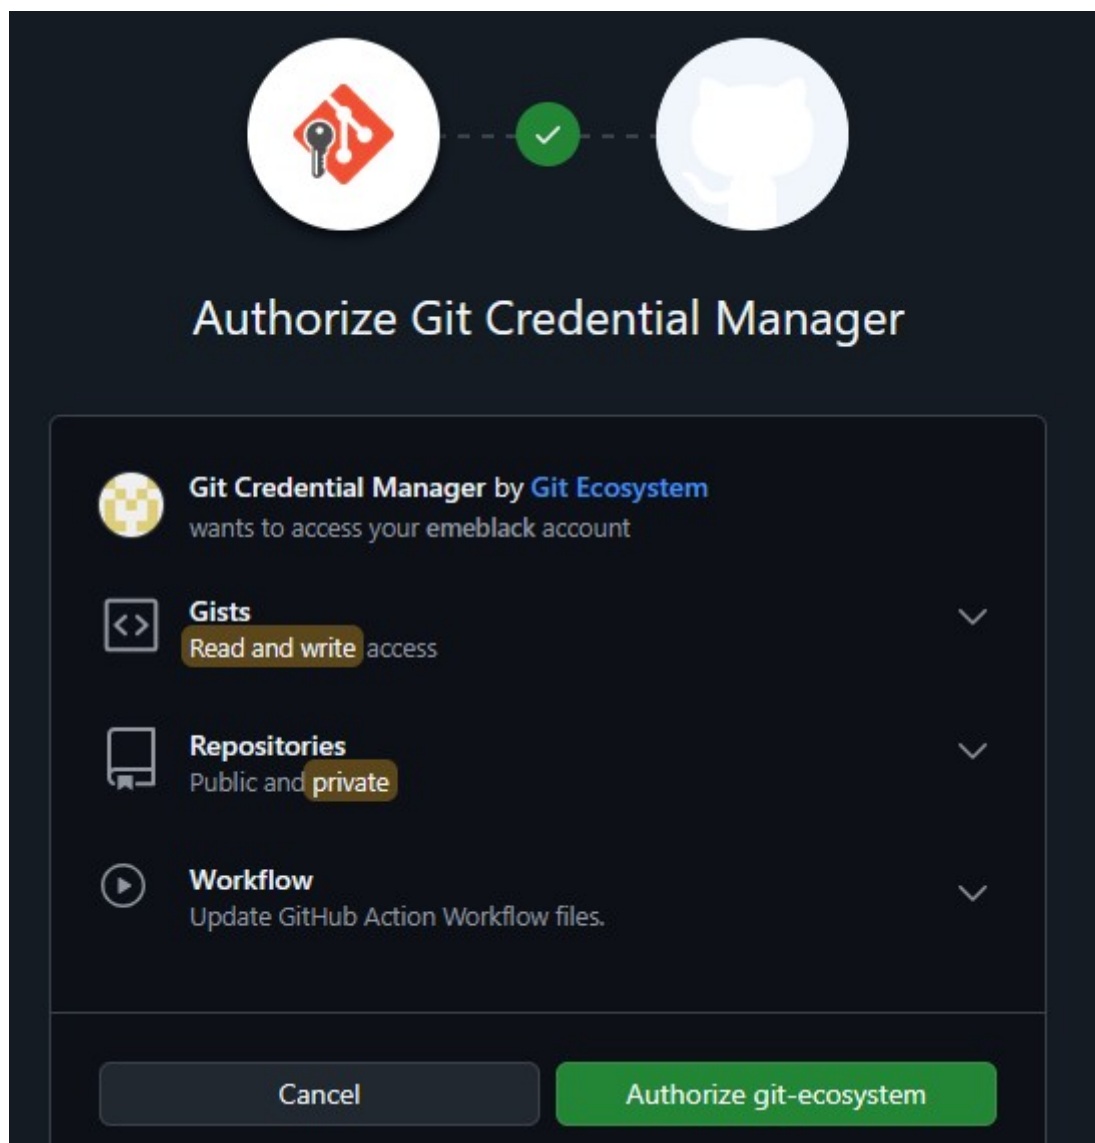 Authorize Git Credential Manager
Git Credential Manager by Git Ecosystem
wants to access your emeblack account
Gists
Read and write access
Repositories
Public and private
Workflow
Update GitHub Action Workflow files.
Cancel
Authorize git-ecosystem